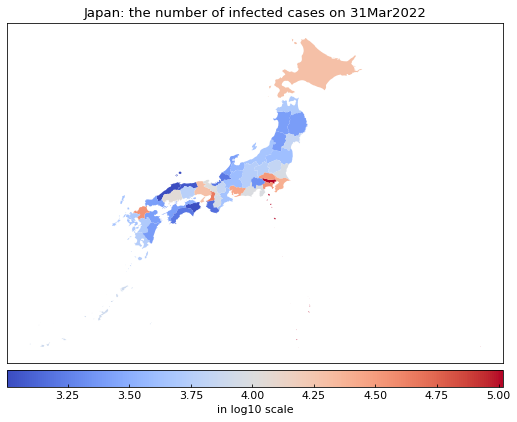 Japan: the number of infected cases on 31Mar2022
3.25 3.50 3.75 4.00 4.25 4.50 4.75 5.00
in log10 scale